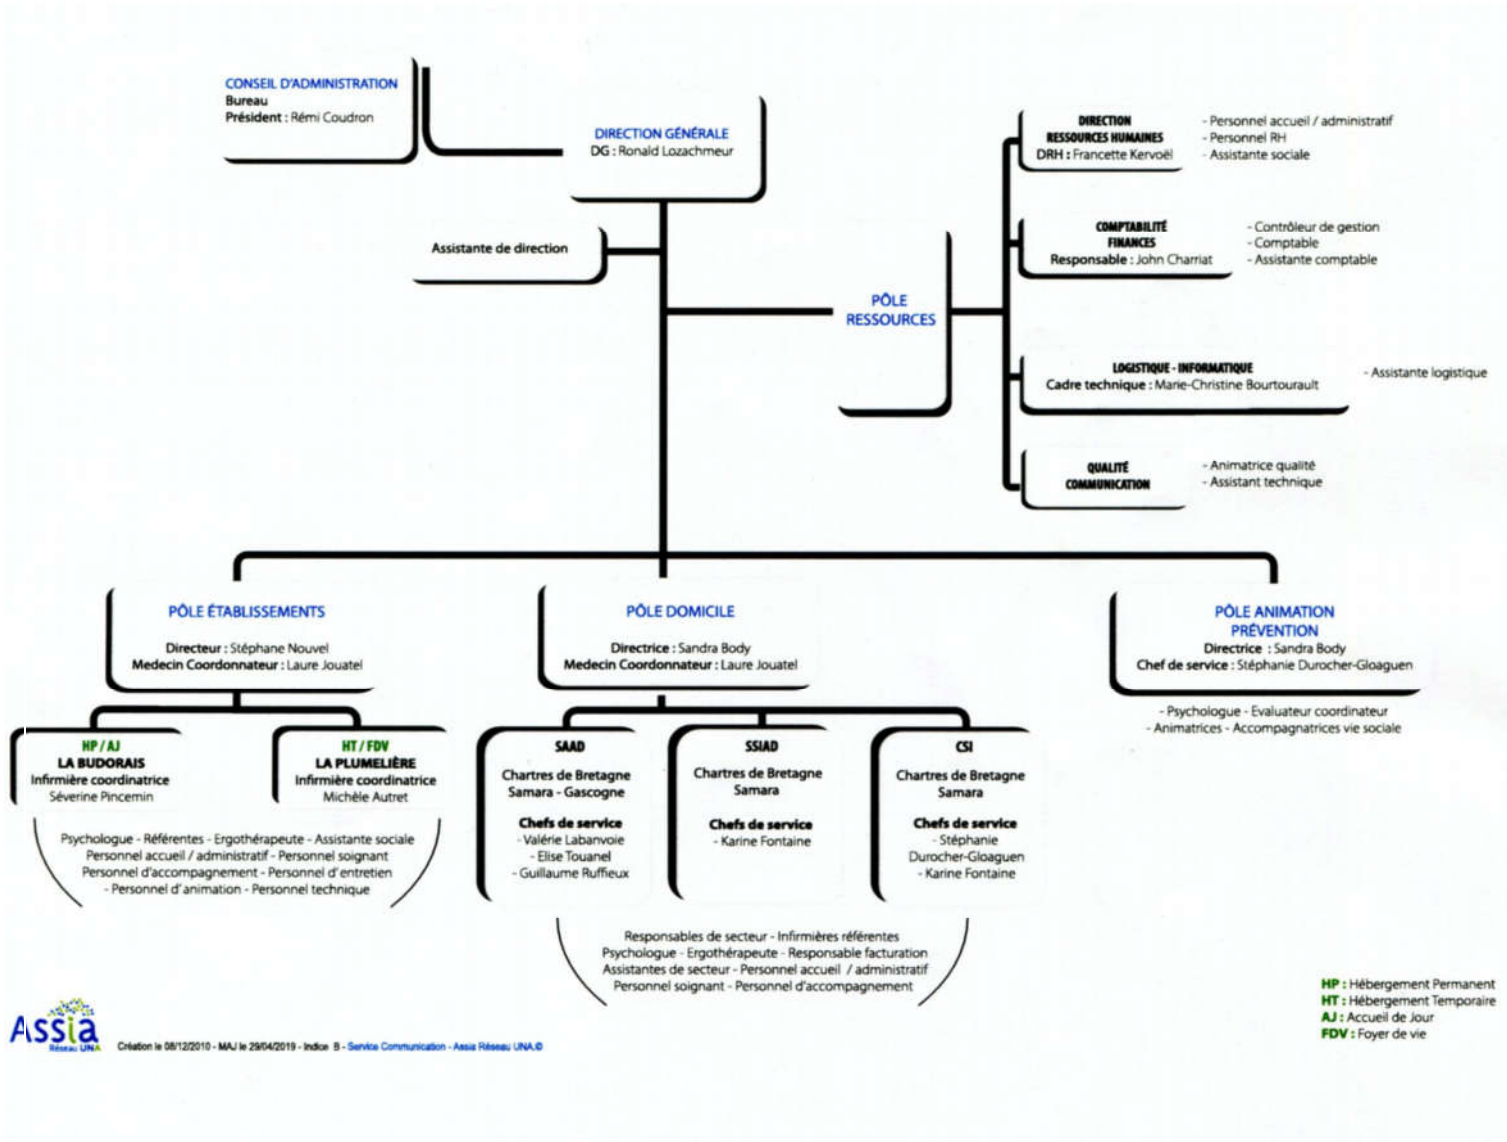 CONSEIL D'ADMINISTRATION
Bureau
Président : Rémi Coudron
DIRECTION GÉNÉRALE
DG : Ronald Lozachmeur
Assistante de direction
PÔLE
RESSOURCES
DIRECTION
RESSOURCES HUMAINES
DRH : Francette Kervoël
- Personnel accueil / administratif
- Personnel RH
- Assistante sociale
COMPTABILITÉ
FINANCES
Responsable : John Charriat
- Contrôleur de gestion
- Comptable
- Assistante comptable
LOGISTIQUE - INFORMATIQUE
Cadre technique : Marie-Christine Bourtourault
- Assistante logistique
QUALITÉ
COMMUNICATION
- Animatrice qualité
- Assistant technique
PÔLE ÉTABLISSEMENTS
Directeur : Stéphane Nouvel
Medecin Coordonnateur : Laure Jouatel
HP / AJ
LA BUDORAIS
Infirmière coordinatrice
Séverine Pincemin
HT / FDV
LA PLUMELIÈRE
Infirmière coordinatrice
Michèle Autret
Psychologue - Référentes - Ergothérapeute - Assistante sociale
Personnel accueil / administratif - Personnel soignant
Personnel d'accompagnement - Personnel d'entretien
- Personnel d'animation - Personnel technique
PÔLE DOMICILE
Directrice : Sandra Body
Medecin Coordonnateur : Laure Jouatel
SAAD
Chartres de Bretagne
Samara - Gascogne
Chefs de service
- Valérie Labanvoie
- Elise Touanel
- Guillaume Ruffieux
SSIAD
Chartres de Bretagne
Samara
Chefs de service
- Karine Fontaine
CSI
Chartres de Bretagne
Samara
Chefs de service
- Stéphanie
Durocher-Gloaguen
- Karine Fontaine
Responsables de secteur - Infirmières référentes
Psychologue - Ergothérapeute - Responsable facturation
Assistantes de secteur - Personnel accueil / administratif
Personnel soignant - Personnel d'accompagnement
PÔLE ANIMATION
PRÉVENTION
Directrice : Sandra Body
Chef de service : Stéphanie Durocher-Gloaguen
- Psychologue - Evaluateur coordinateur
- Animatrices - Accompagnatrices vie sociale
HP : Hébergement Permanent
HT : Hébergement Temporaire
AJ : Accueil de Jour
FDV : Foyer de vie
Assia
Réseau UNA
Création le 08/12/2010 - MAJ le 29/04/2019 - Indice B - Service Communication - Assia Réseau UNA.©